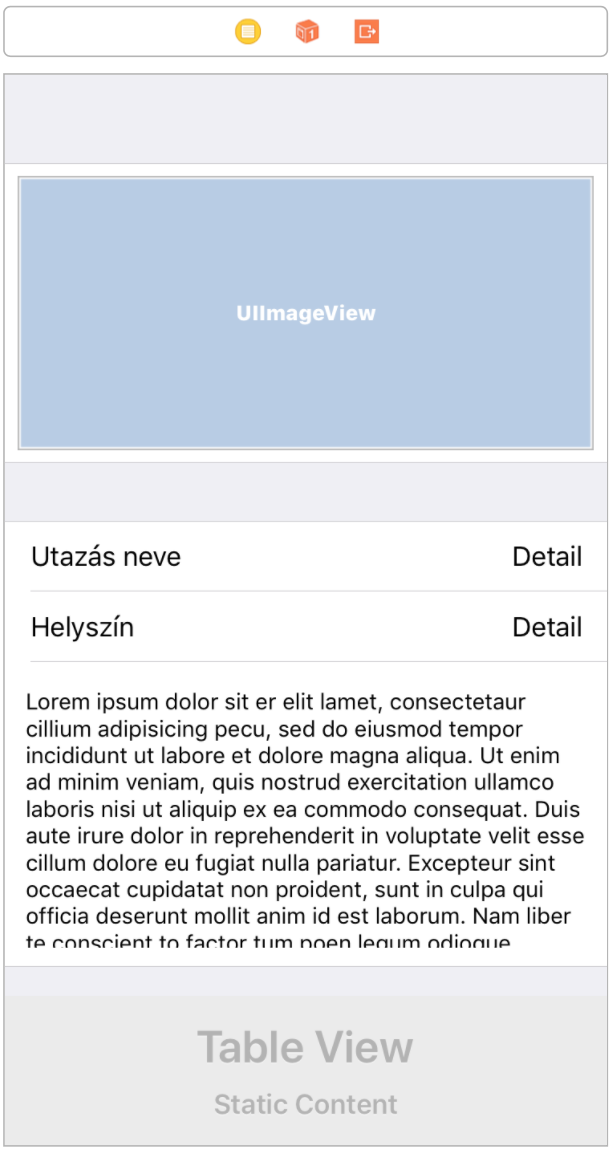 1
UIImageView
Utazás neve Detail
Helyszín Detail
Lorem ipsum dolor sit er elit lamet, consectetaur
cillium adipisicing pecu, sed do eiusmod tempor
incididunt ut labore et dolore magna aliqua. Ut enim
ad minim veniam, quis nostrud exercitation ullamco
laboris nisi ut aliquip ex ea commodo consequat. Duis
aute irure dolor in reprehenderit in voluptate velit esse
cillum dolore eu fugiat nulla pariatur. Excepteur sint
occaecat cupidatat non proident, sunt in culpa qui
officia deserunt mollit anim id est laborum. Nam liber
te conscient to factor tum poen legum odioque
Table View
Static Content